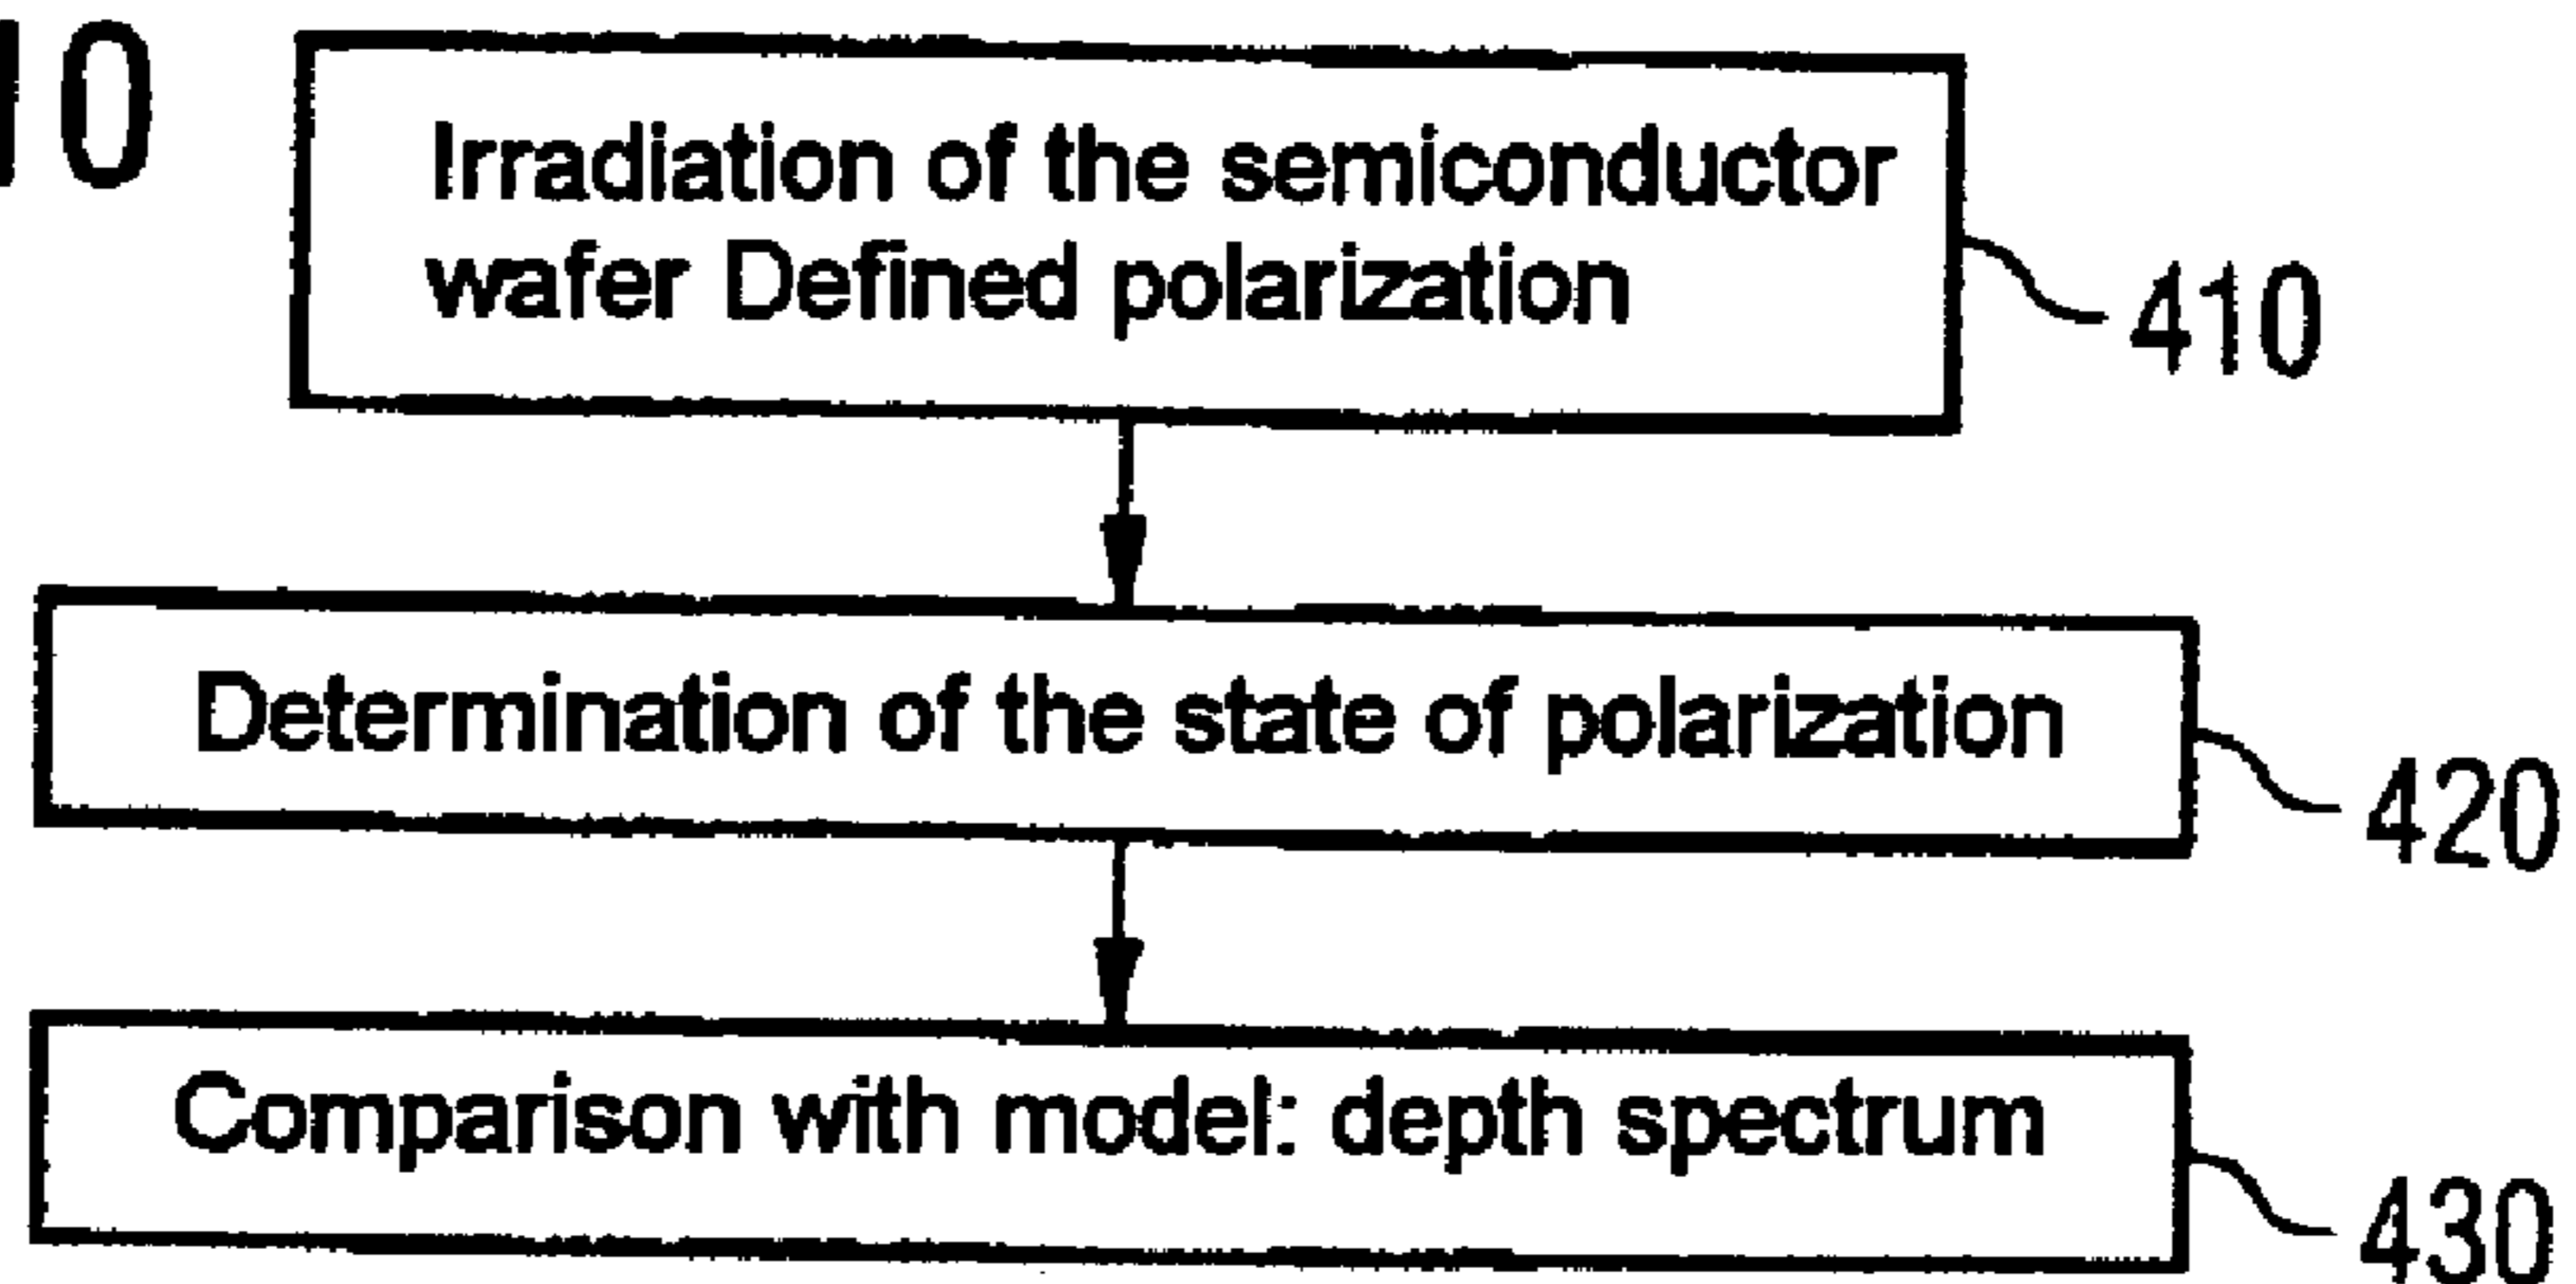 10
Irradiation of the semiconductor
wafer Defined polarization
410
Determination of the state of polarization
420
Comparison with model: depth spectrum
430